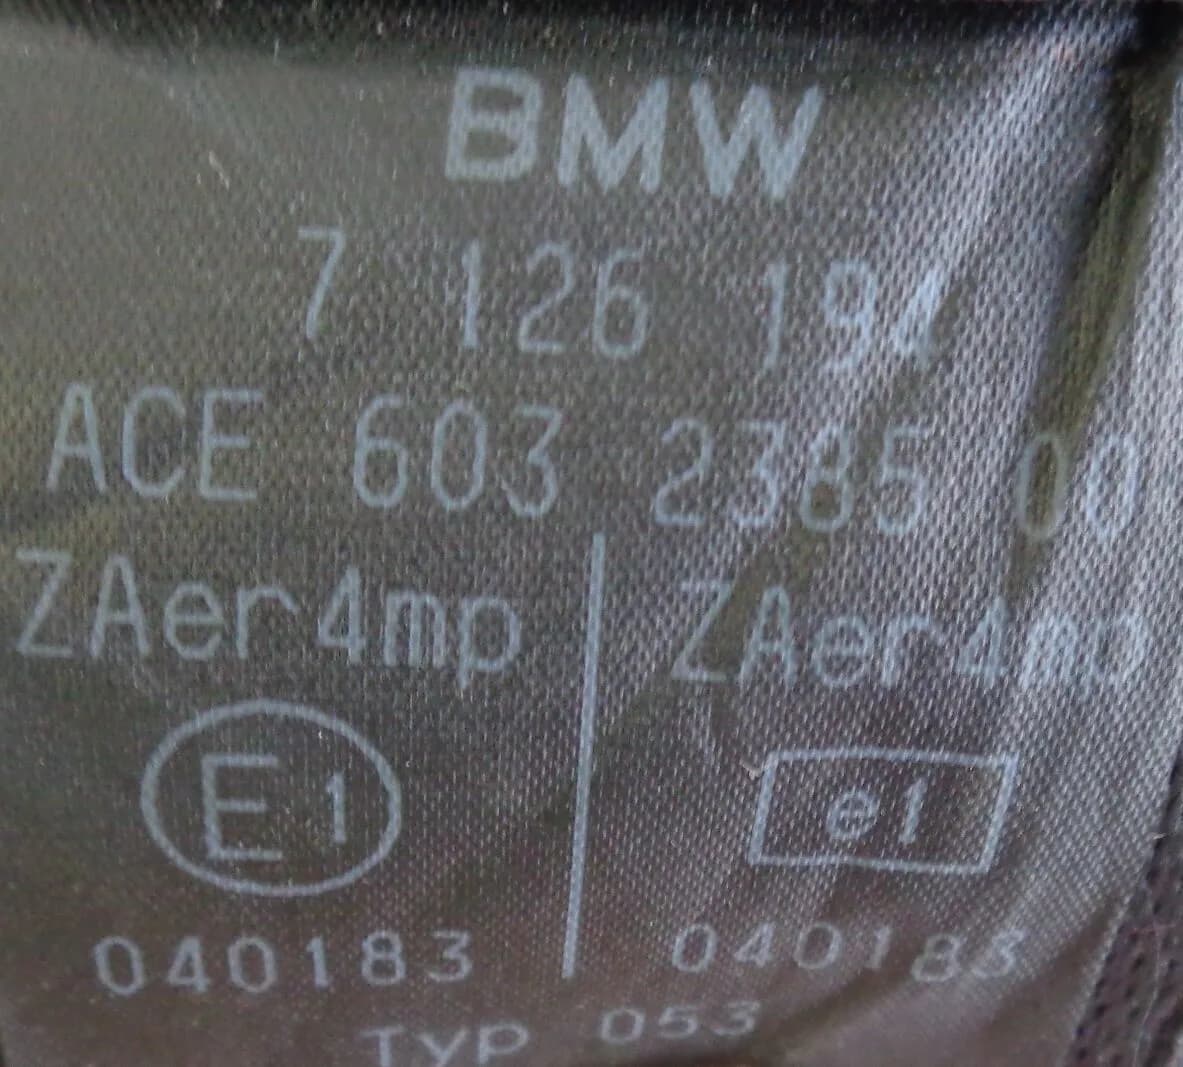 BMW
7 126 194
ACE 603 2385 00
ZAer4mp ZAer4mp
E1 e1
040183 040183
TYP 053